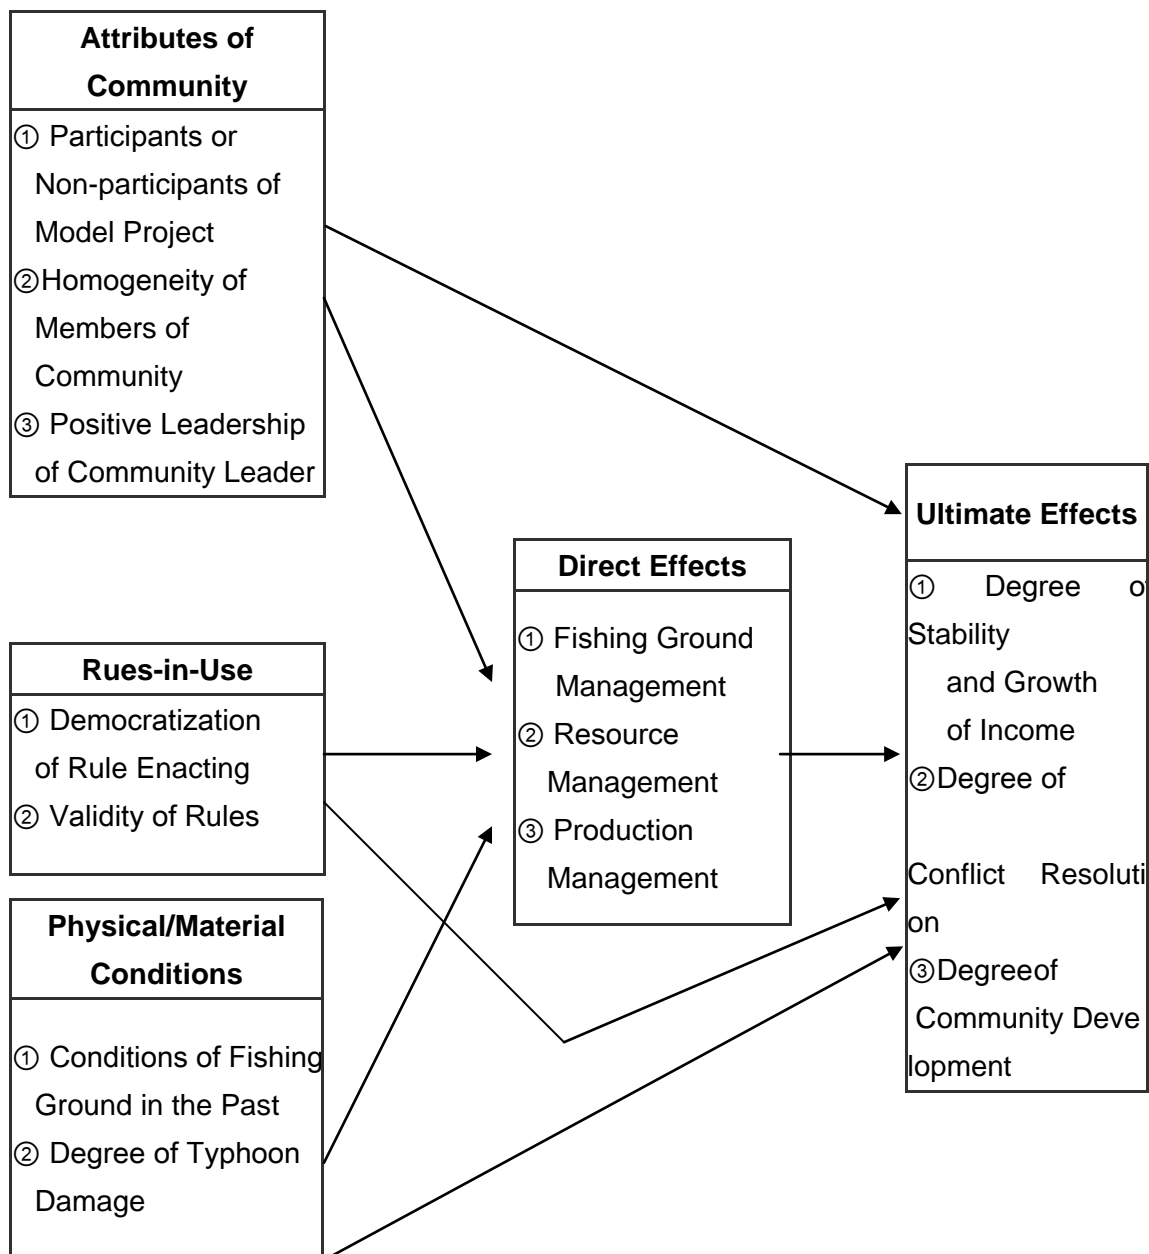 Attributes of
Community
① Participants or
Non-participants of
Model Project
②Homogeneity of
Members of
Community
③ Positive Leadership
of Community Leader
Rues-in-Use
① Democratization
of Rule Enacting
② Validity of Rules
Physical/Material
Conditions
① Conditions of Fishing
Ground in the Past
② Degree of Typhoon
Damage
Direct Effects
① Fishing Ground
Management
② Resource
Management
③ Production
Management
Ultimate Effects
① Degree of
Stability
and Growth
of Income
②Degree of
Conflict Resoluti
on
③Degreeof
Community Deve
lopment